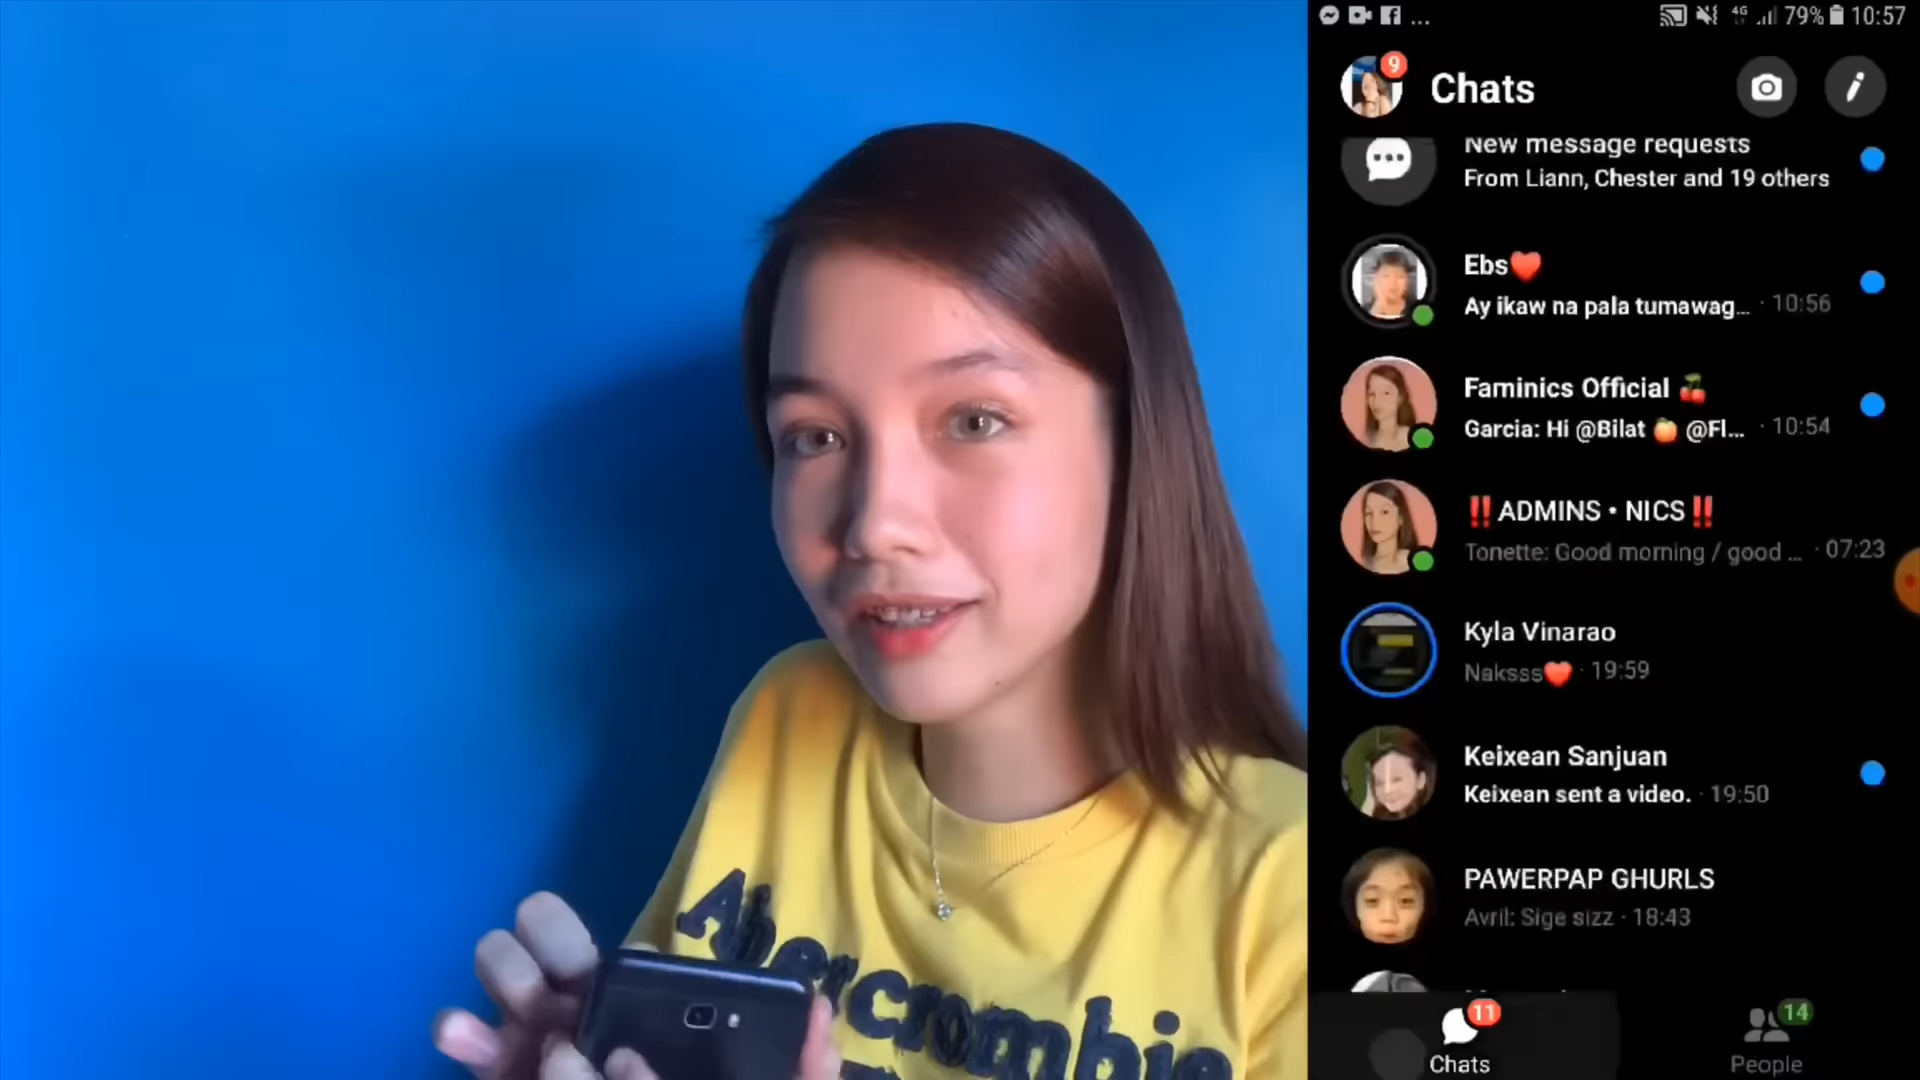 ... 4G 79% 10:57
9
Chats
New message requests
From Liann, Chester and 19 others
Ebs❤️
Ay ikaw na pala tumawag... · 10:56
Faminics Official 🍒
Garcia: Hi @Bilat 🍑 @Fl... · 10:54
‼️ADMINS • NICS‼️
Tonette: Good morning / good ... · 07:23
Kyla Vinarao
Naksss❤️ · 19:59
Keixean Sanjuan
Keixean sent a video. · 19:50
PAWERPAP GHURLS
Avril: Sige sizz · 18:43
11
Chats
14
People
Abercrombie